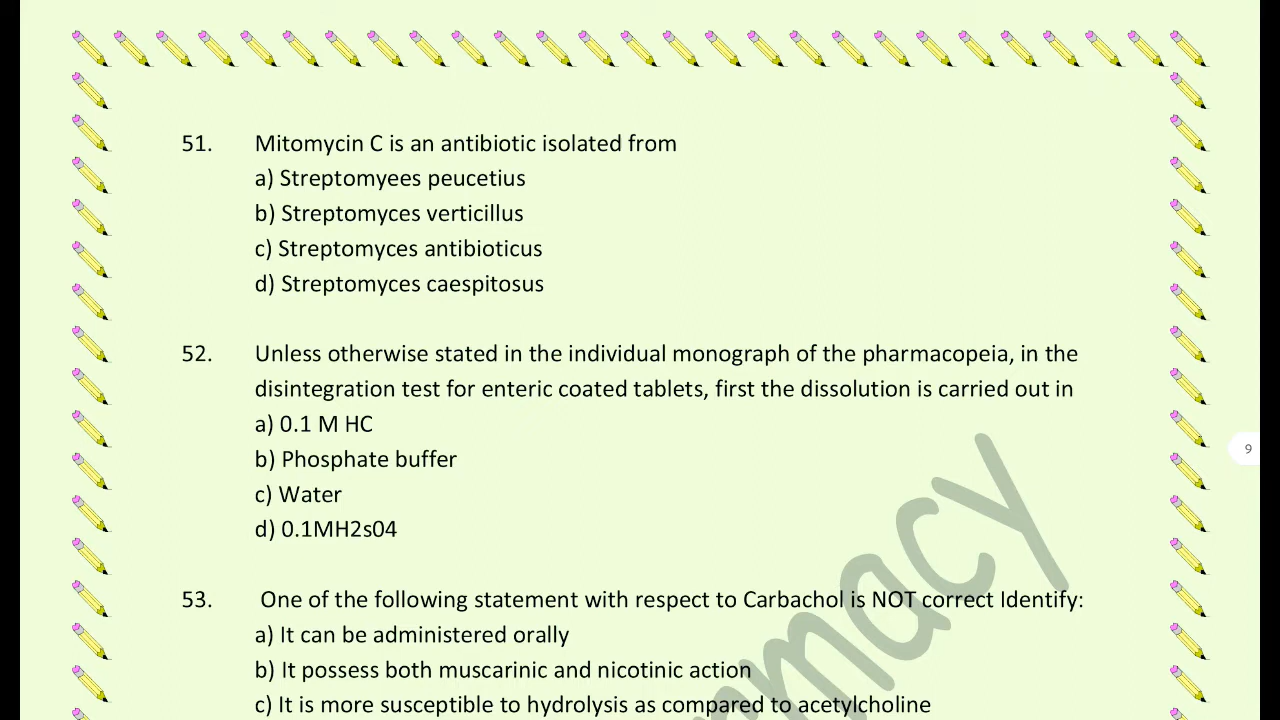 51. Mitomycin C is an antibiotic isolated from
a) Streptomyees peucetius
b) Streptomyces verticillus
c) Streptomyces antibioticus
d) Streptomyces caespitosus
52. Unless otherwise stated in the individual monograph of the pharmacopeia, in the
disintegration test for enteric coated tablets, first the dissolution is carried out in
a) 0.1 M HC
b) Phosphate buffer
c) Water
d) 0.1MH2s04
9
53. One of the following statement with respect to Carbachol is NOT correct Identify:
a) It can be administered orally
b) It possess both muscarinic and nicotinic action
c) It is more susceptible to hydrolysis as compared to acetylcholine